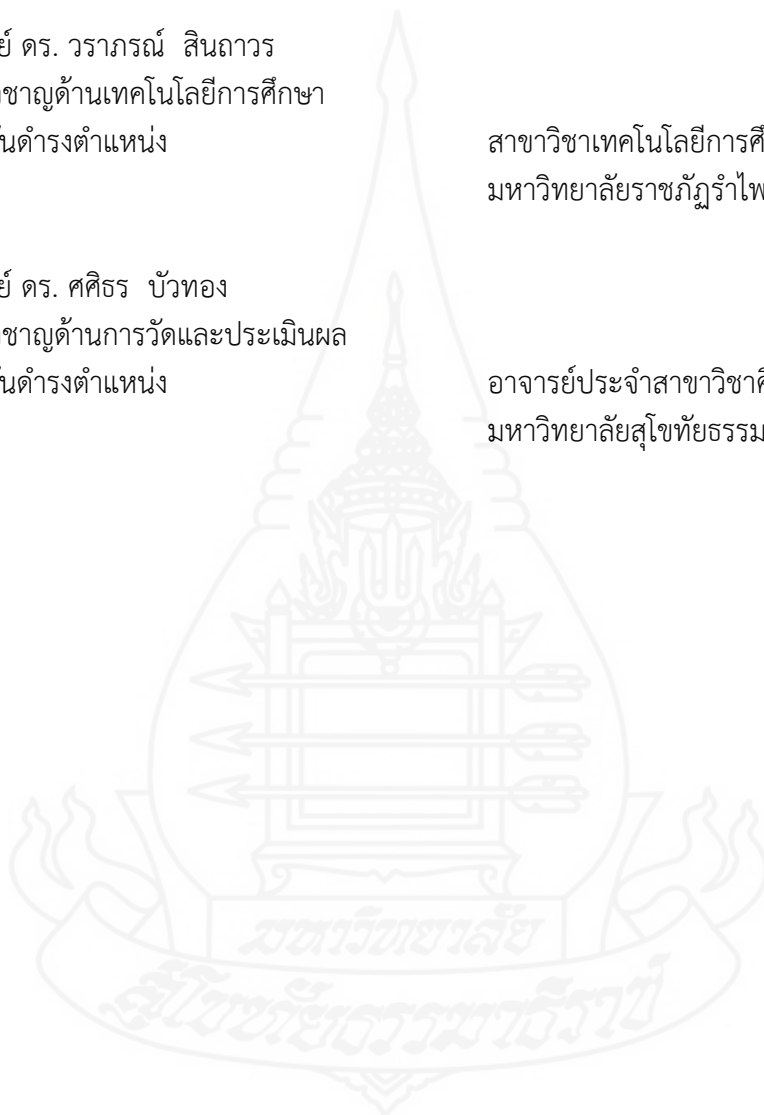 ย์ ดร. วราภรณ์ สินถาวร
ชาญด้านเทคโนโลยีการศึกษา
ันดำรงตำแหน่ง
สาขาวิชาเทคโนโลยีการศึ
มหาวิทยาลัยราชภัฏรำไพ
ย์ ดร. ศศิธร บัวทอง
ชาญด้านการวัดและประเมินผล
ันดำรงตำแหน่ง
อาจารย์ประจำสาขาวิชาศึ
มหาวิทยาลัยสุโขทัยธรรม
มหาวิทยาลัย
สุโขทัยธรรมาธิราช